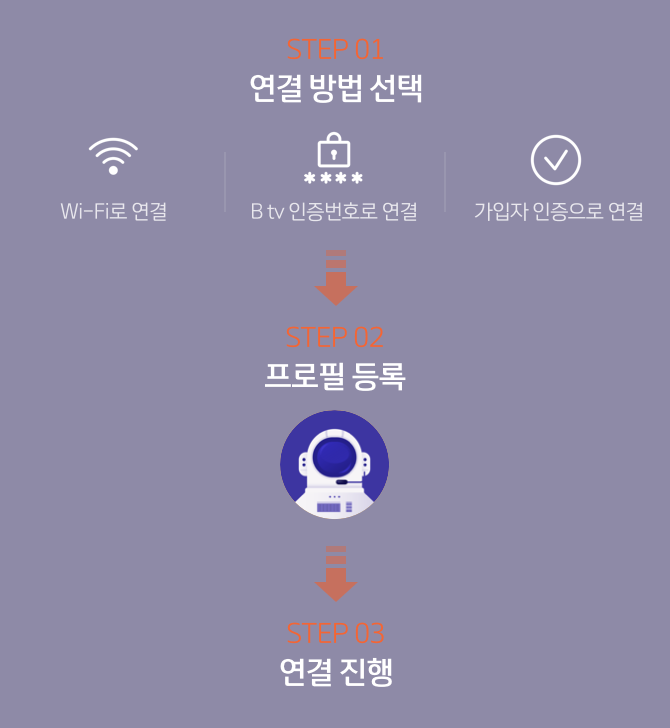 STEP 01
연결 방법 선택
****
Wi-Fi로 연결
B tv 인증번호로 연결
가입자 인증으로 연결
STEP 02
프로필 등록
STEP 03
연결 진행